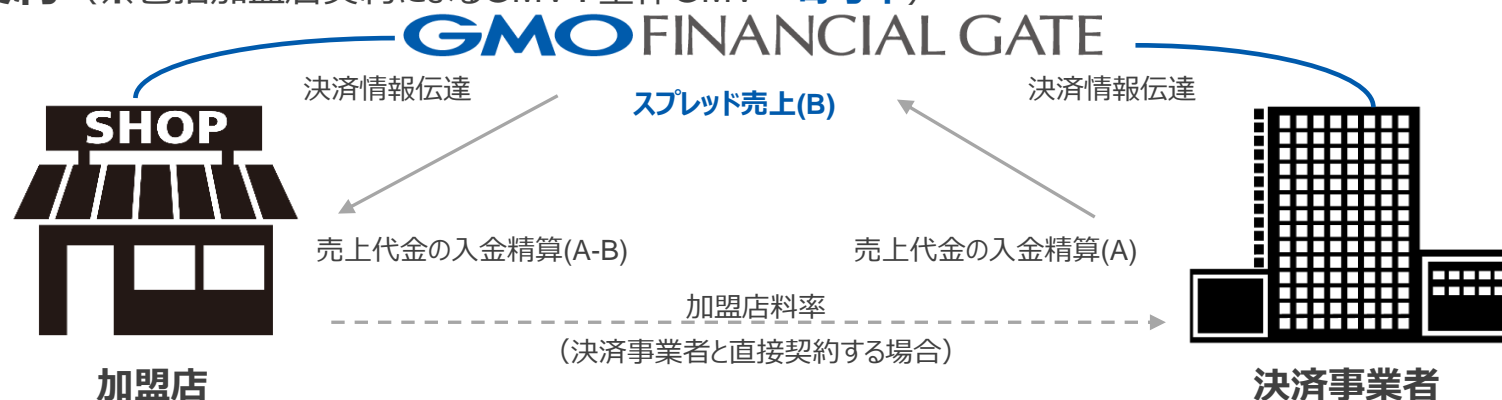 GMO FINANCIAL GATE
決済情報伝達
スプレッド売上(B)
決済情報伝達
SHOP
売上代金の入金精算(A-B)
売上代金の入金精算(A)
加盟店料率
（決済事業者と直接契約する場合）
加盟店
決済事業者